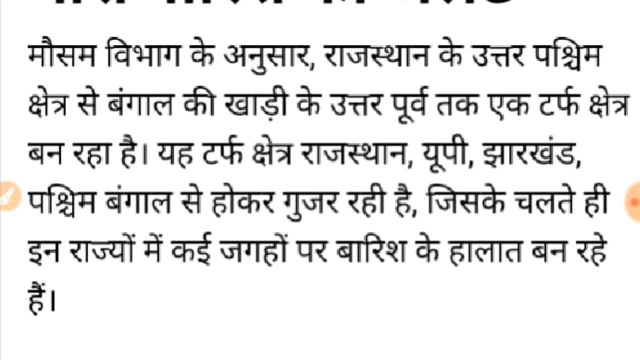 मौसम विभाग के अनुसार, राजस्थान के उत्तर पश्चिम
क्षेत्र से बंगाल की खाड़ी के उत्तर पूर्व तक एक टर्फ क्षेत्र
बन रहा है। यह टर्फ क्षेत्र राजस्थान, यूपी, झारखंड,
पश्चिम बंगाल से होकर गुजर रही है, जिसके चलते ही
इन राज्यों में कई जगहों पर बारिश के हालात बन रहे
हैं।